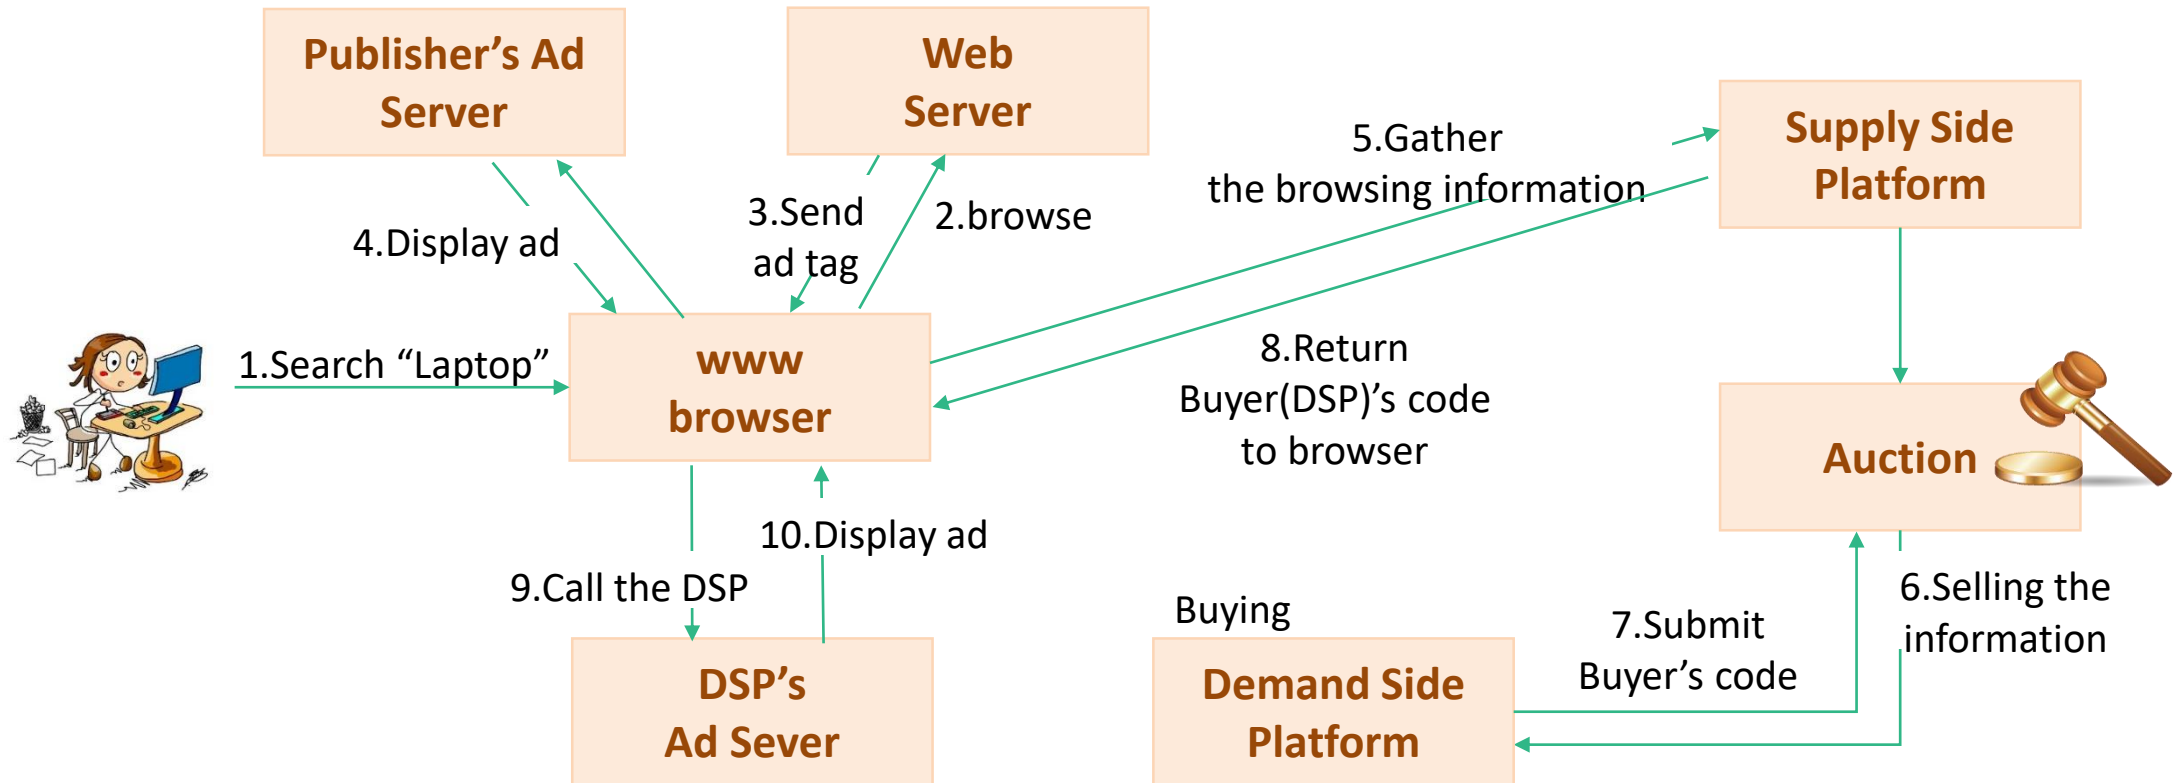 Publisher’s Ad
Server
Web
Server
Supply Side
Platform
5.Gather
the browsing information
3.Send
ad tag
2.browse
4.Display ad
1.Search “Laptop”
www
browser
8.Return
Buyer(DSP)’s code
to browser
Auction
10.Display ad
9.Call the DSP
Buying
7.Submit
Buyer’s code
6.Selling the
information
DSP’s
Ad Sever
Demand Side
Platform